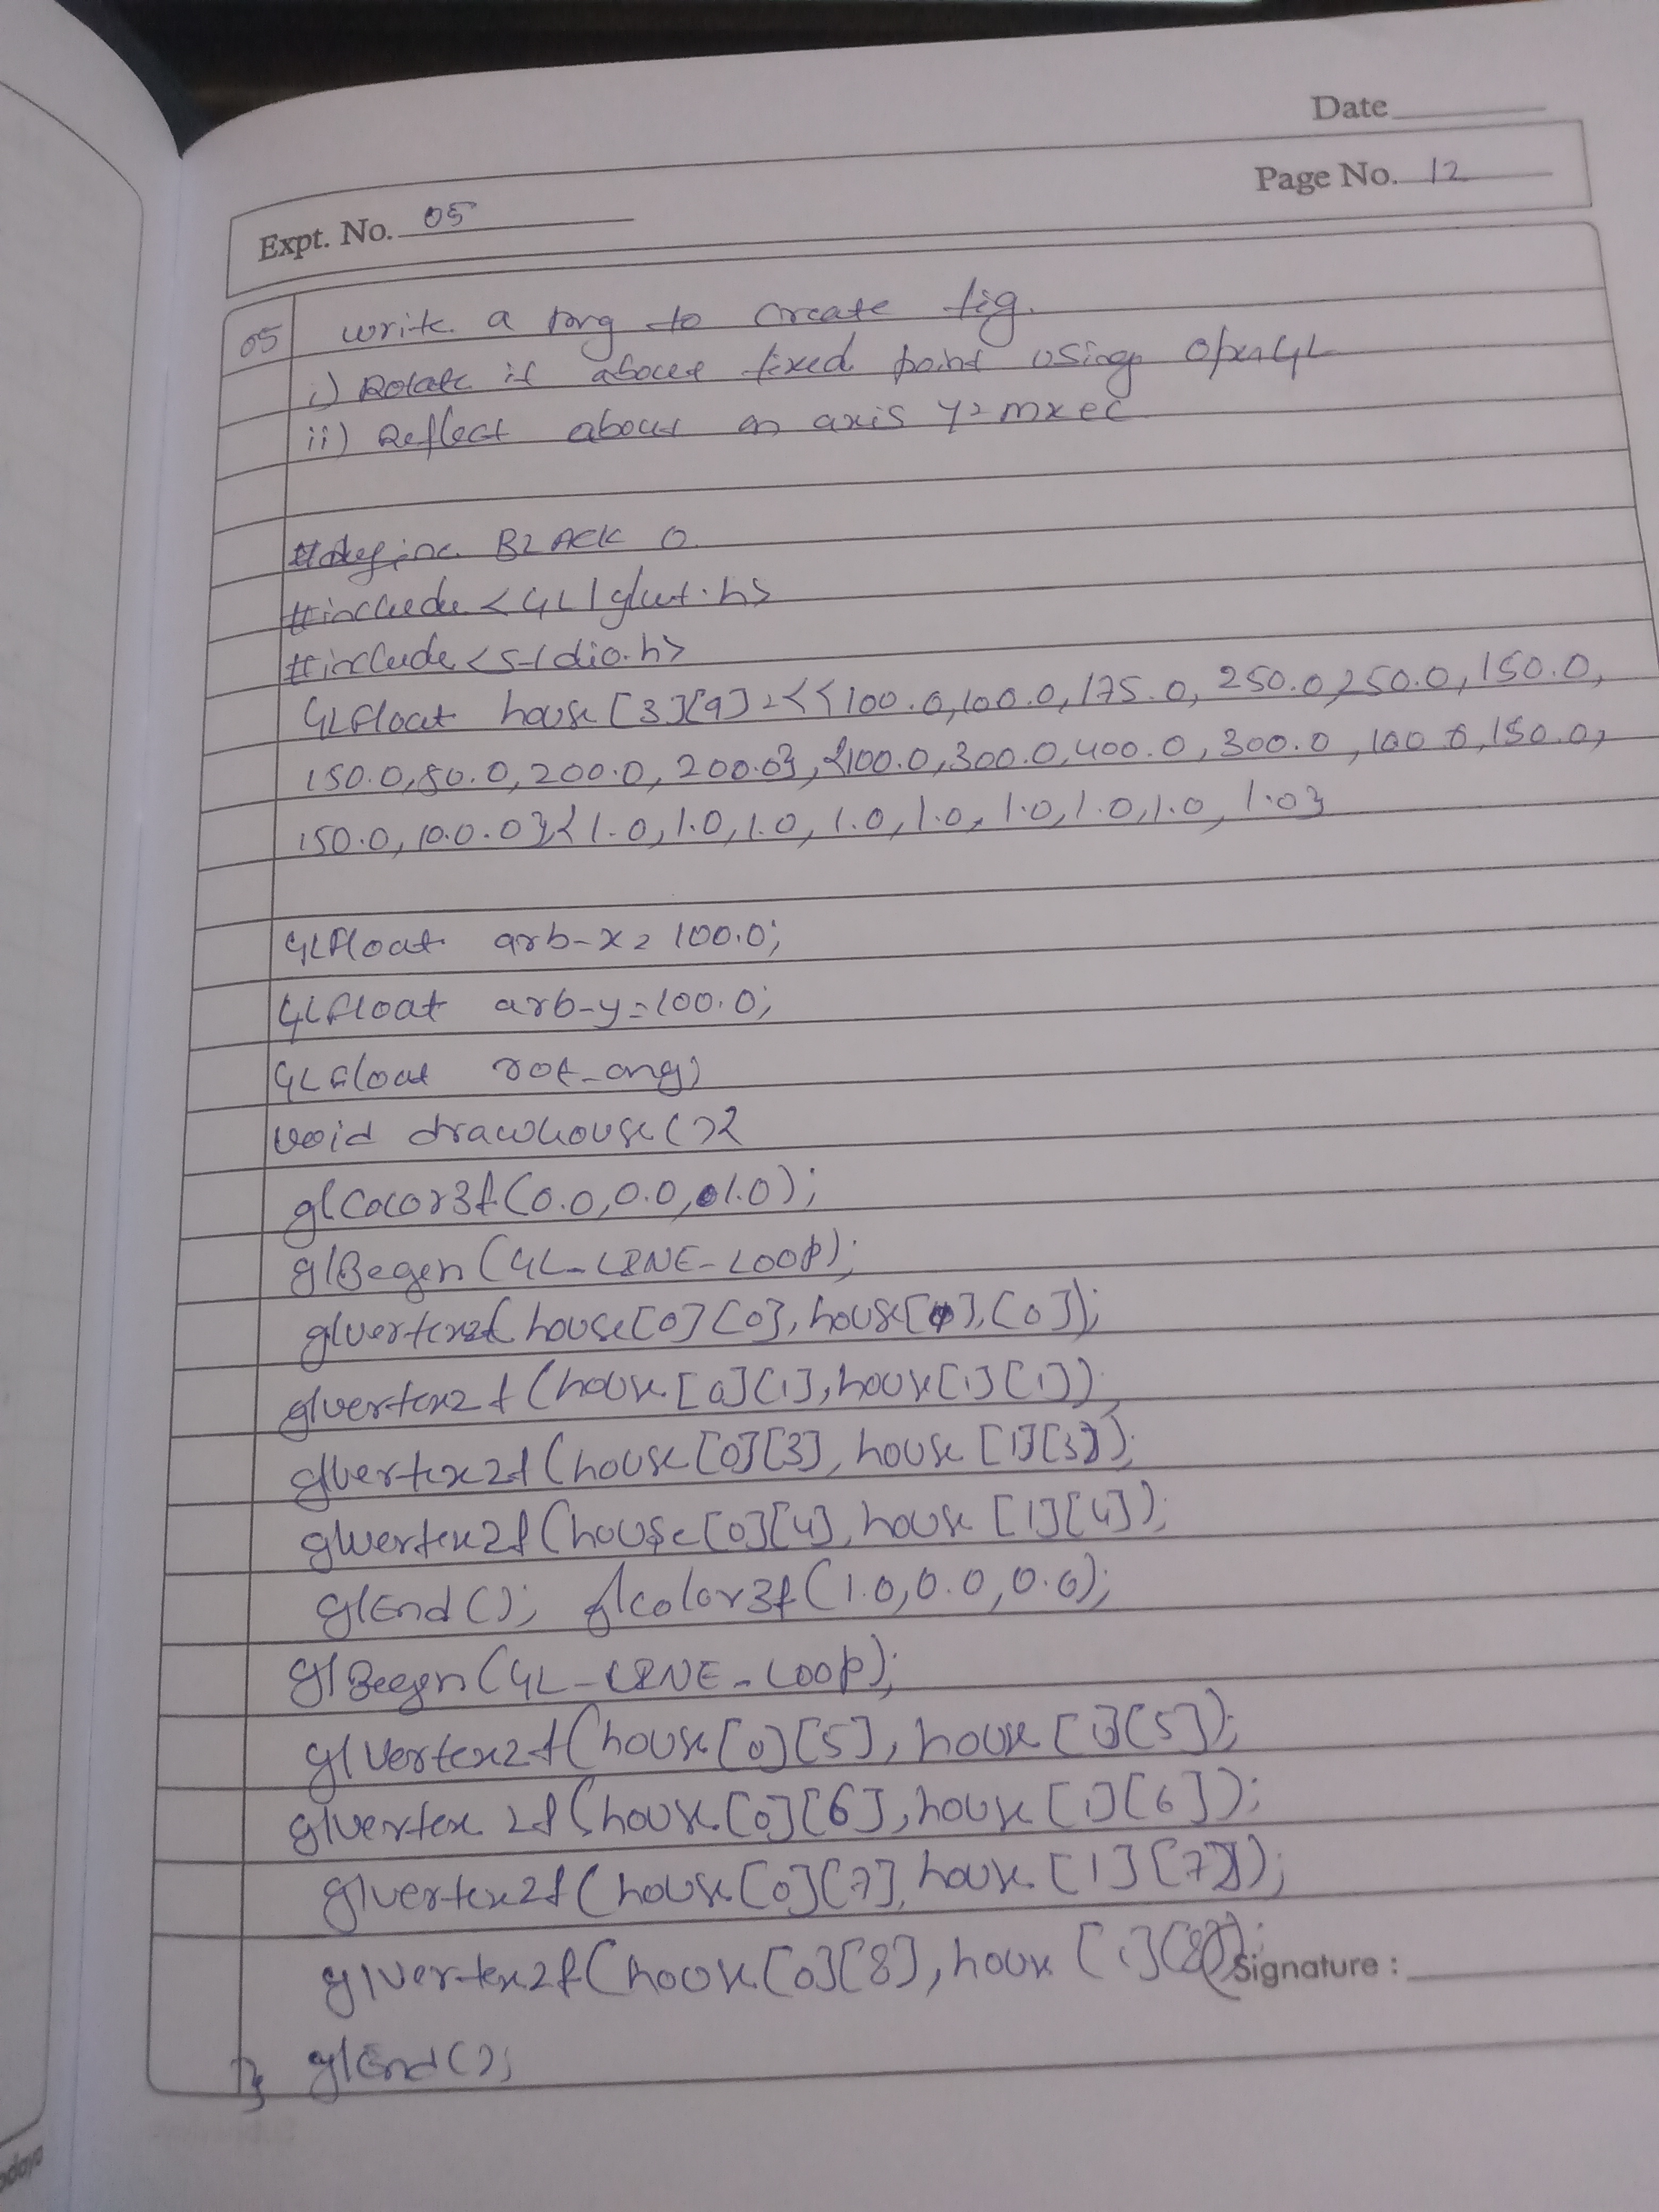 Date
Page No. 12
Expt. No. 05
05 write a prog to create fig.
i) Rotate it about fixed point using OpenGL
ii) Reflect about an axis y=mx+c
#define BLACK 0
#include <GL/glut.h>
#include <stdio.h>
GLfloat house[3][9]={{100.0,100.0,175.0,250.0,250.0,150.0,
150.0,80.0,200.0,200.0},{100.0,300.0,400.0,300.0,100.0,150.0,
150.0,100.0}{1.0,1.0,1.0,1.0,1.0,1.0,1.0,1.0,1.0}
GLfloat arb-x=100.0;
GLfloat arb-y=100.0;
GLfloat rot_ang;
void drawhouse(){
glColor3f(0.0,0.0,1.0);
glBegin(GL-LINE-LOOP);
glvertex2f(house[0][0],house[1],[0]);
glvertex2f(house[0][1],house[1][1]);
glvertex2f(house[0][3],house[1][3]);
glvertex2f(house[0][4],house[1][4]);
glEnd(); glcolor3f(1.0,0.0,0.0);
glBegin(GL-LINE-LOOP);
glVertex2f(house[0][5],house[1][5]);
glvertex2f(house[0][6],house[1][6]);
glvertex2f(house[0][7],house[1][7]);
glVertex2f(house[0][8],house[1][8]);
Signature :
} glEnd();